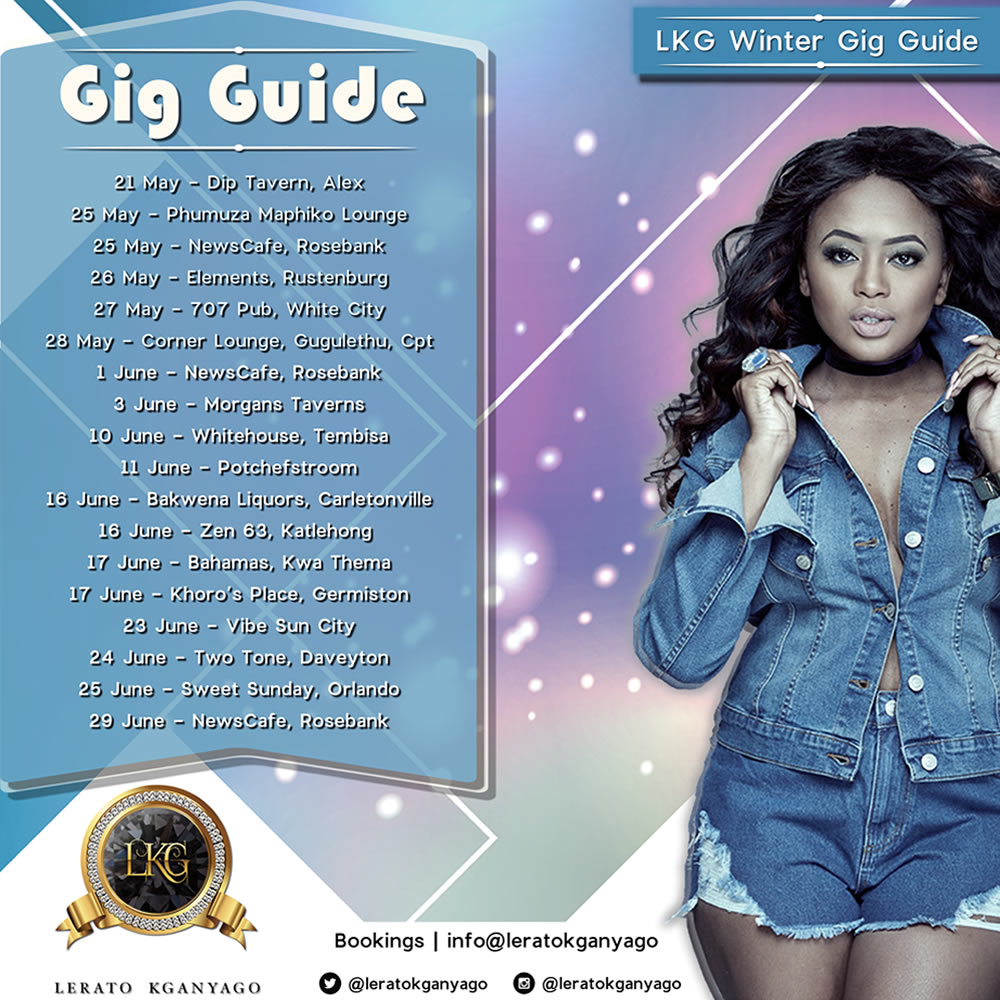 LKG Winter Gig Guide
Gig Guide
21 May - Dip Tavern, Alex
25 May - Phumuza Maphiko Lounge
25 May - NewsCafe, Rosebank
26 May - Elements, Rustenburg
27 May - 707 Pub, White City
28 May - Corner Lounge, Gugulethu, Cpt
1 June - NewsCafe, Rosebank
3 June - Morgans Taverns
10 June - Whitehouse, Tembisa
11 June - Potchefstroom
16 June - Bakwena Liquors, Carletonville
16 June - Zen 63, Katlehong
17 June - Bahamas, Kwa Thema
17 June - Khoro's Place, Germiston
23 June - Vibe Sun City
24 June - Two Tone, Daveyton
25 June - Sweet Sunday, Orlando
29 June - NewsCafe, Rosebank
LKG
LERATO KGANYAGO
Bookings | info@leratokganyago
@leratokganyago @leratokganyago